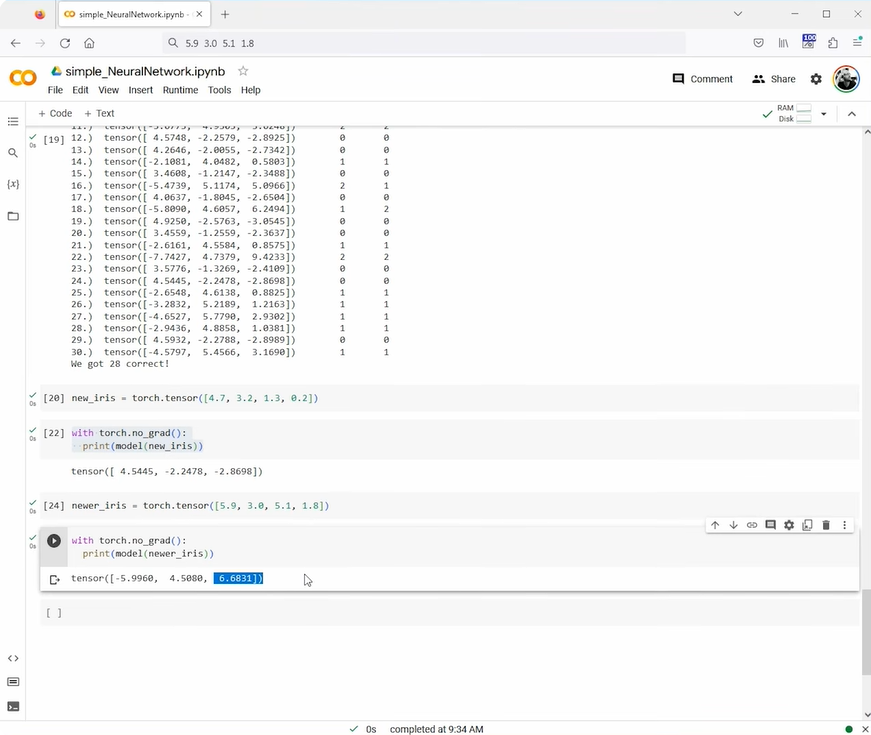 simple_NeuralNetwork.ipynb -
5.9 3.0 5.1 1.8
100
simple_NeuralNetwork.ipynb
Comment
Share
File Edit View Insert Runtime Tools Help
+ Code + Text
RAM
Disk
[19]
12.) tensor([ 4.5748, -2.2579, -2.8925]) 0 0
13.) tensor([ 4.2646, -2.0055, -2.7342]) 0 0
14.) tensor([-2.1081, 4.0482, 0.5803]) 1 1
15.) tensor([ 3.4608, -1.2147, -2.3488]) 0 0
16.) tensor([-5.4739, 5.1174, 5.0966]) 2 1
17.) tensor([ 4.0637, -1.8045, -2.6504]) 0 0
18.) tensor([-5.8090, 4.6057, 6.2494]) 1 2
19.) tensor([ 4.9250, -2.5763, -3.0545]) 0 0
20.) tensor([ 3.4559, -1.2559, -2.3637]) 0 0
21.) tensor([-2.6161, 4.5584, 0.8575]) 1 1
22.) tensor([-7.7427, 4.7379, 9.4233]) 2 2
23.) tensor([ 3.5776, -1.3269, -2.4109]) 0 0
24.) tensor([ 4.5445, -2.2478, -2.8698]) 0 0
25.) tensor([-2.6548, 4.6138, 0.8825]) 1 1
26.) tensor([-3.2832, 5.2189, 1.2163]) 1 1
27.) tensor([-4.6527, 5.7790, 2.9302]) 1 1
28.) tensor([-2.9436, 4.8858, 1.0381]) 1 1
29.) tensor([ 4.5932, -2.2788, -2.8989]) 0 0
30.) tensor([-4.5797, 5.4566, 3.1690]) 1 1
We got 28 correct!
0s
[20] new_iris = torch.tensor([4.7, 3.2, 1.3, 0.2])
0s
[22] with torch.no_grad():
print(model(new_iris))
0s
tensor([ 4.5445, -2.2478, -2.8698])
[24] newer_iris = torch.tensor([5.9, 3.0, 5.1, 1.8])
0s
with torch.no_grad():
print(model(newer_iris))
0s
tensor([-5.9960, 4.5080, 6.6831])
[ ]
0s completed at 9:34 AM